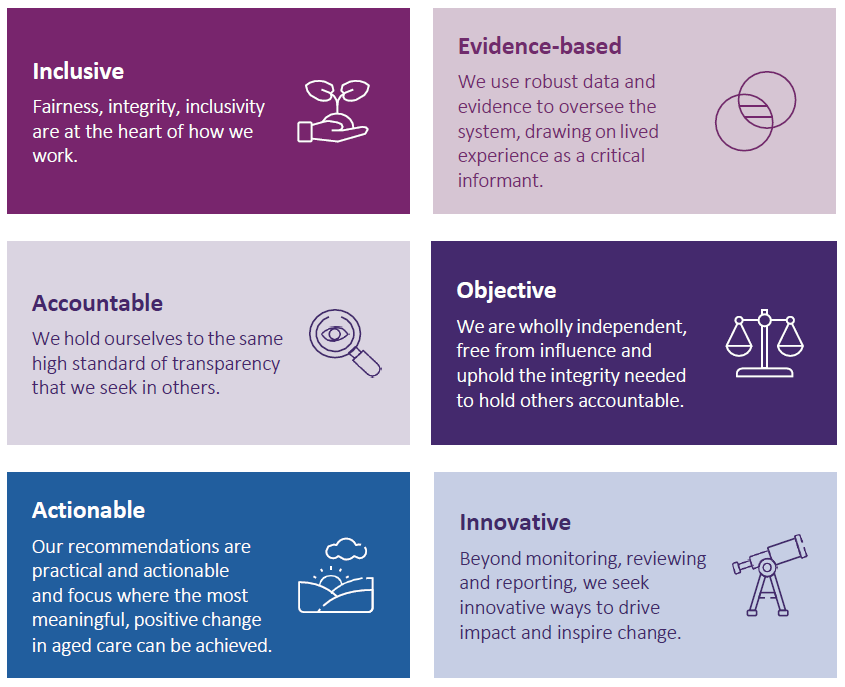 Inclusive
Fairness, integrity, inclusivity
are at the heart of how we
work.
Evidence-based
We use robust data and
evidence to oversee the
system, drawing on lived
experience as a critical
informant.
Accountable
We hold ourselves to the same
high standard of transparency
that we seek in others.
Objective
We are wholly independent,
free from influence and
uphold the integrity needed
to hold others accountable.
Actionable
Our recommendations are
practical and actionable
and focus where the most
meaningful, positive change
in aged care can be achieved.
Innovative
Beyond monitoring, reviewing
and reporting, we seek
innovative ways to drive
impact and inspire change.